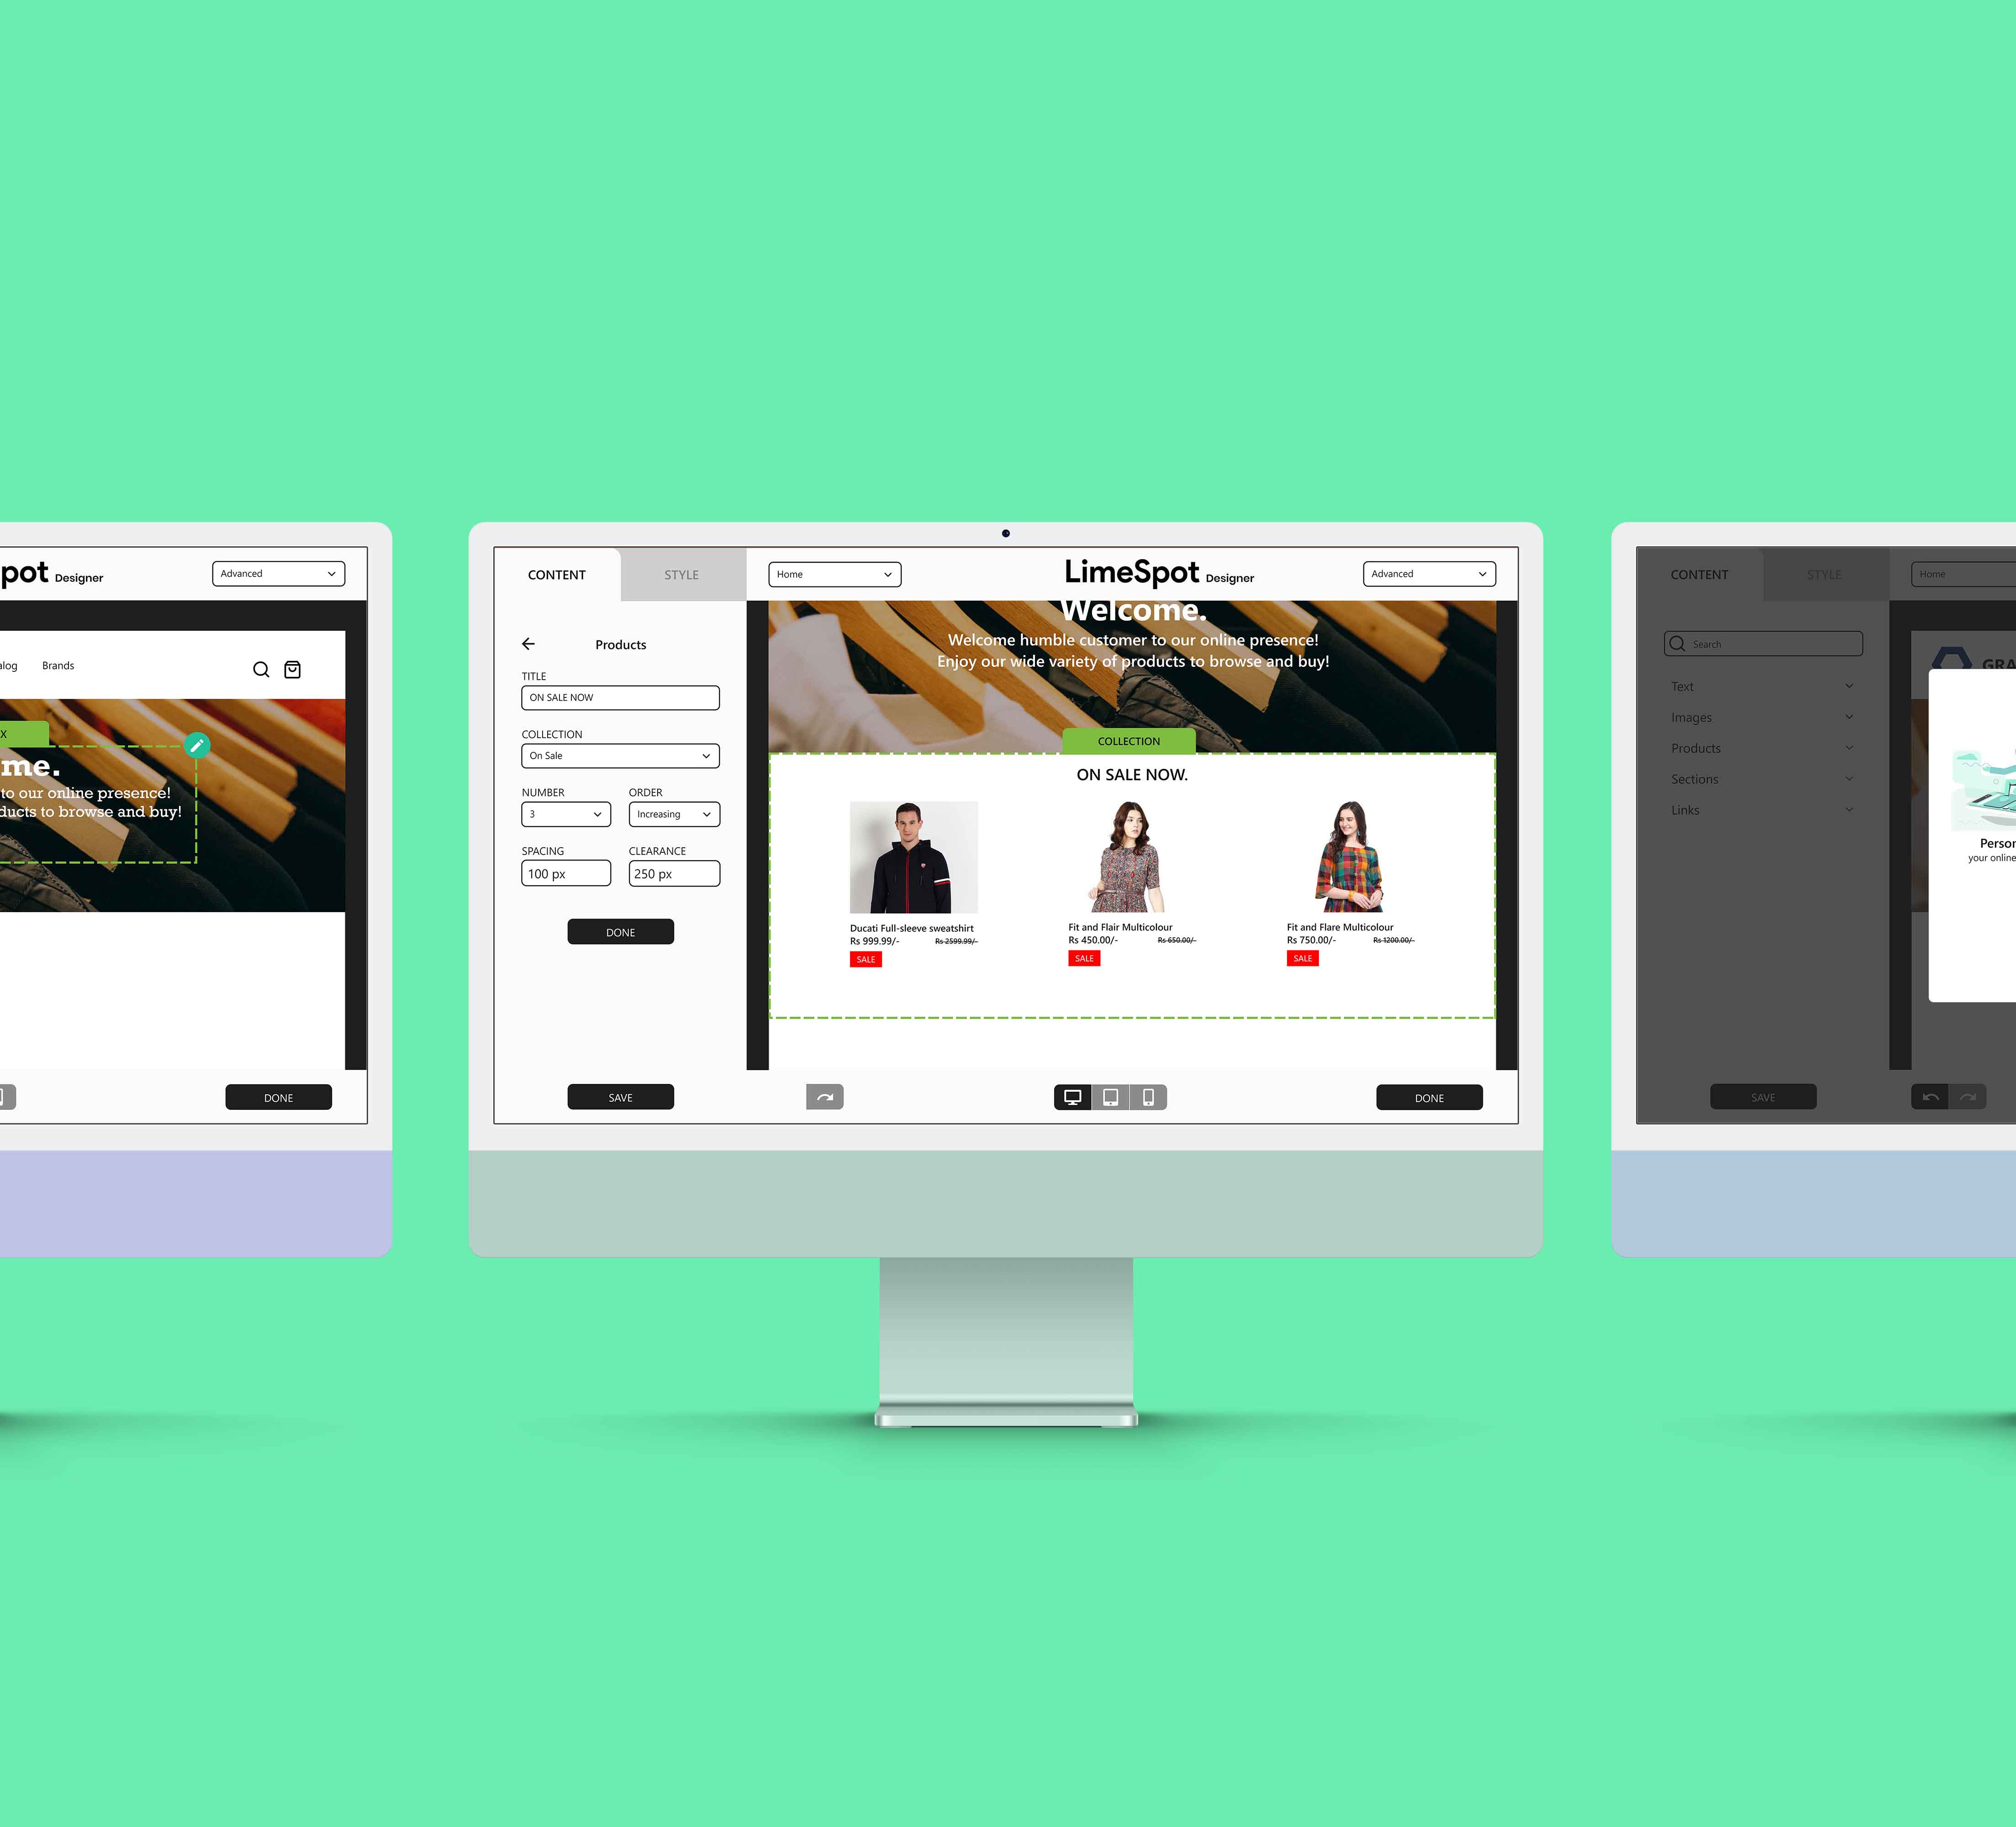 pot Designer
Advanced
alog Brands
X
me.
to our online presence!
ducts to browse and buy!
DONE
CONTENT
STYLE
Home
LimeSpot Designer
Advanced
Products
TITLE
ON SALE NOW
COLLECTION
On Sale
NUMBER
ORDER
3
Increasing
SPACING
CLEARANCE
100 px
250 px
DONE
SAVE
Welcome.
Welcome humble customer to our online presence!
Enjoy our wide variety of products to browse and buy!
COLLECTION
ON SALE NOW.
Ducati Full-sleeve sweatshirt
Rs 999.99/- Rs 2599.99/-
SALE
Fit and Flair Multicolour
Rs 450.00/- Rs 650.00/-
SALE
Fit and Flare Multicolour
Rs 750.00/- Rs 1200.00/-
SALE
DONE
CONTENT
STYLE
Home
Search
Text
Images
Products
Sections
Links
SAVE
GRA
Person
your online